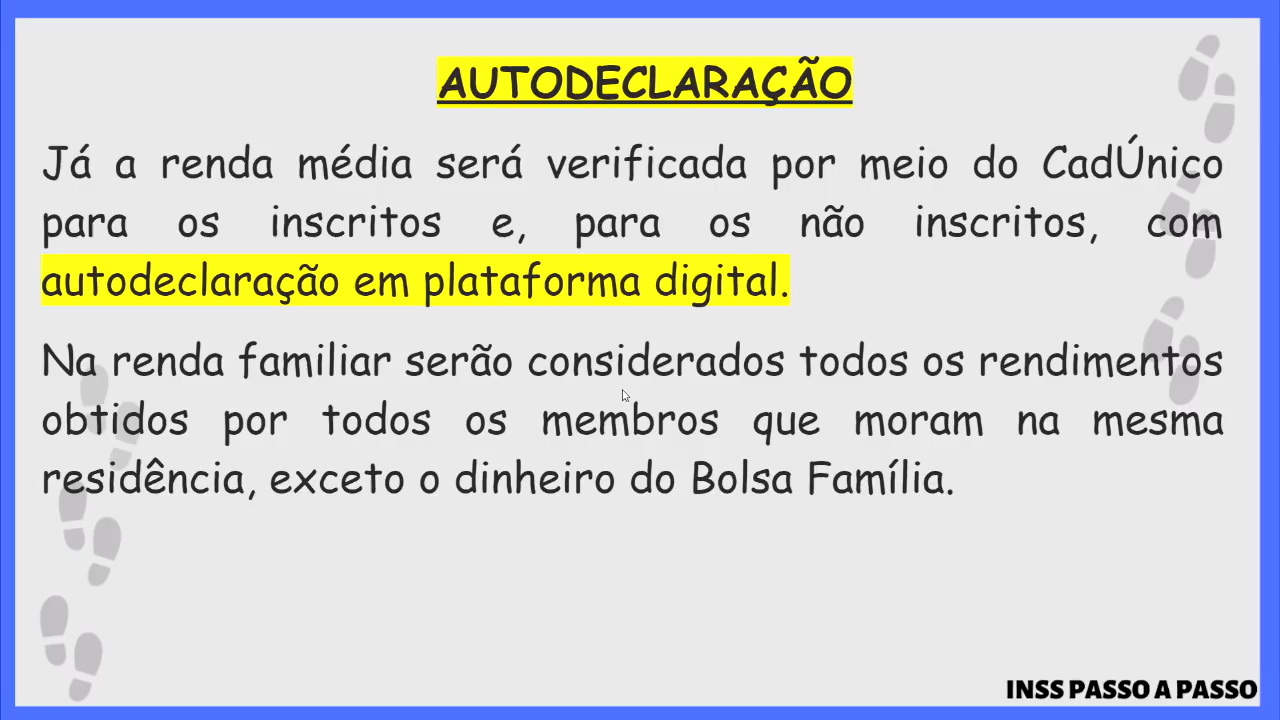 AUTODECLARAÇÃO
Já a renda média será verificada por meio do CadÚnico
para os inscritos e, para os não inscritos, com
autodeclaração em plataforma digital.
Na renda familiar serão considerados todos os rendimentos
obtidos por todos os membros que moram na mesma
residência, exceto o dinheiro do Bolsa Família.
INSS PASSO A PASSO